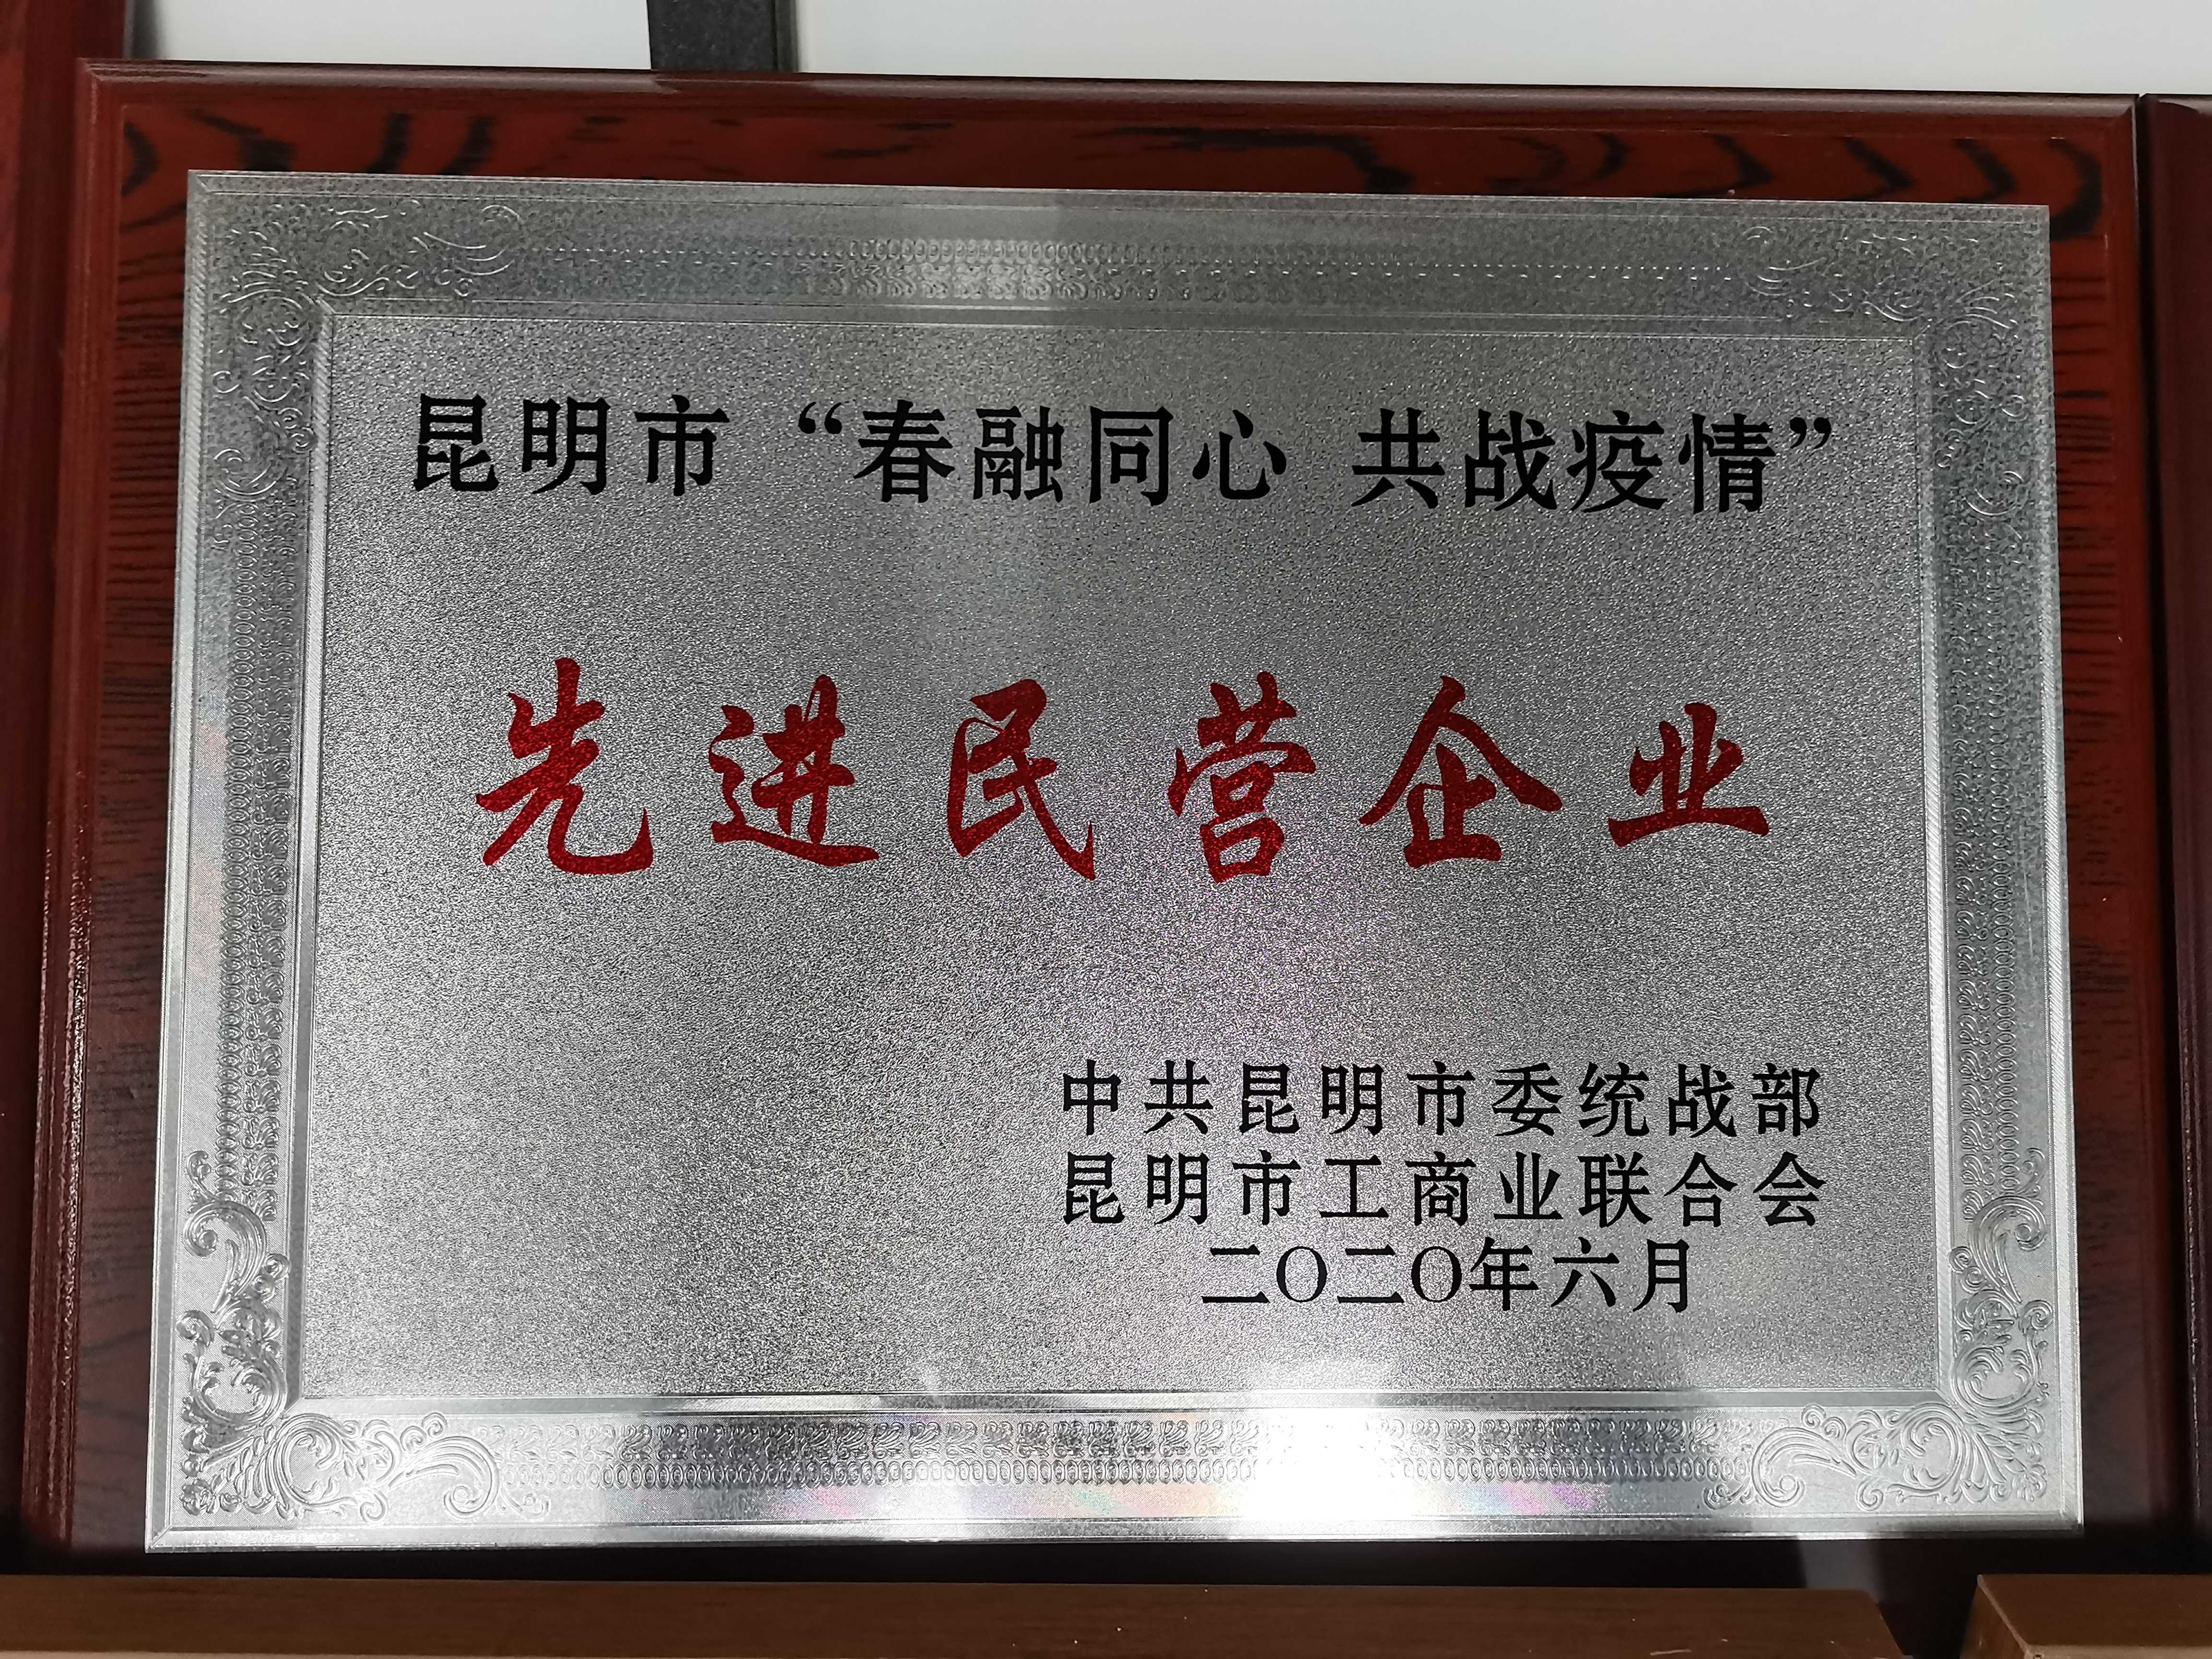 昆明市“春融同心 共战疫情”
先进民营企业
中共昆明市委统战部
昆明市工商业联合会
二〇二〇年六月